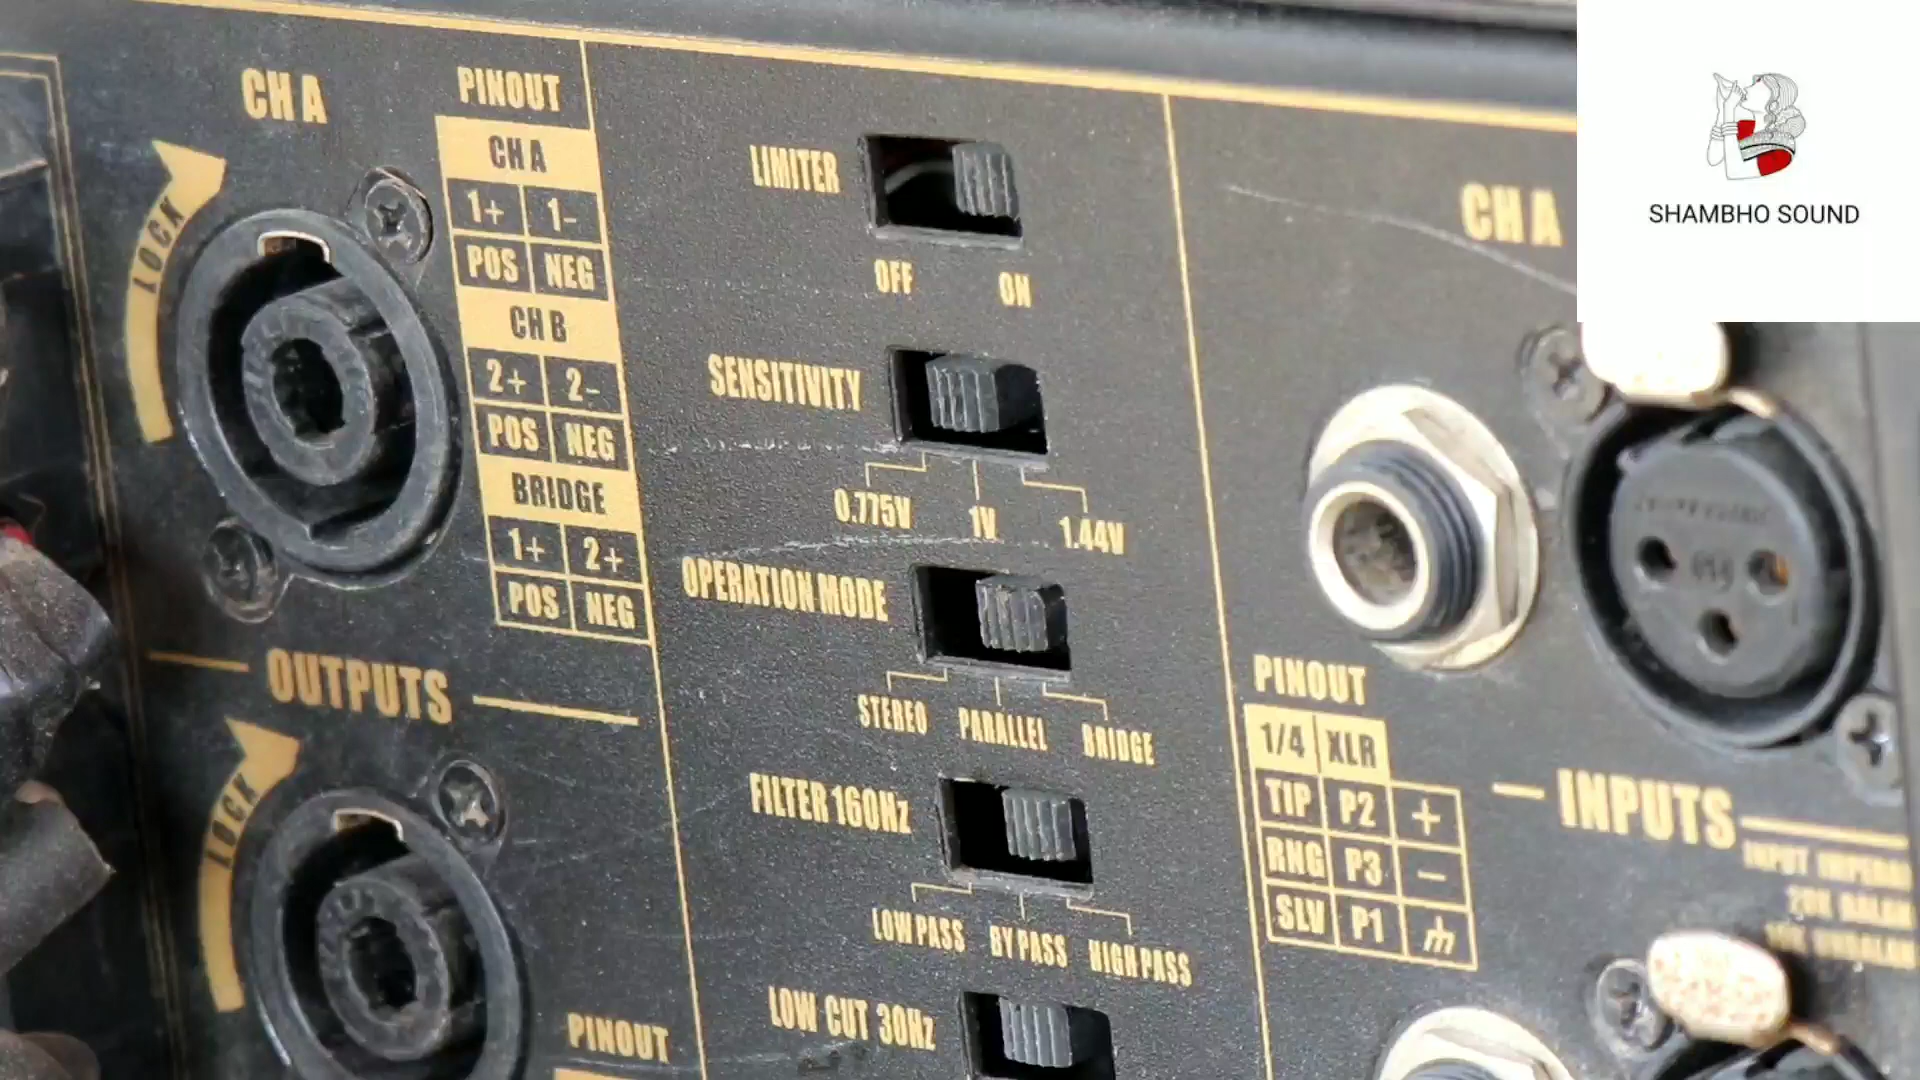 CH A
LOCK
PINOUT
CH A
1+ 1-
POS NEG
CH B
2+ 2-
POS NEG
BRIDGE
1+ 2+
POS NEG
OUTPUTS
LOCK
PINOUT
LIMITER
OFF ON
SENSITIVITY
0.775V 1V 1.44V
OPERATION MODE
STEREO PARALLEL BRIDGE
FILTER 160Hz
LOW PASS BY PASS HIGH PASS
LOW CUT 30Hz
CH A
PINOUT
1/4 XLR
TIP P2 +
RNG P3 −
SLV P1
INPUTS
INPUT
SHAMBHO SOUND